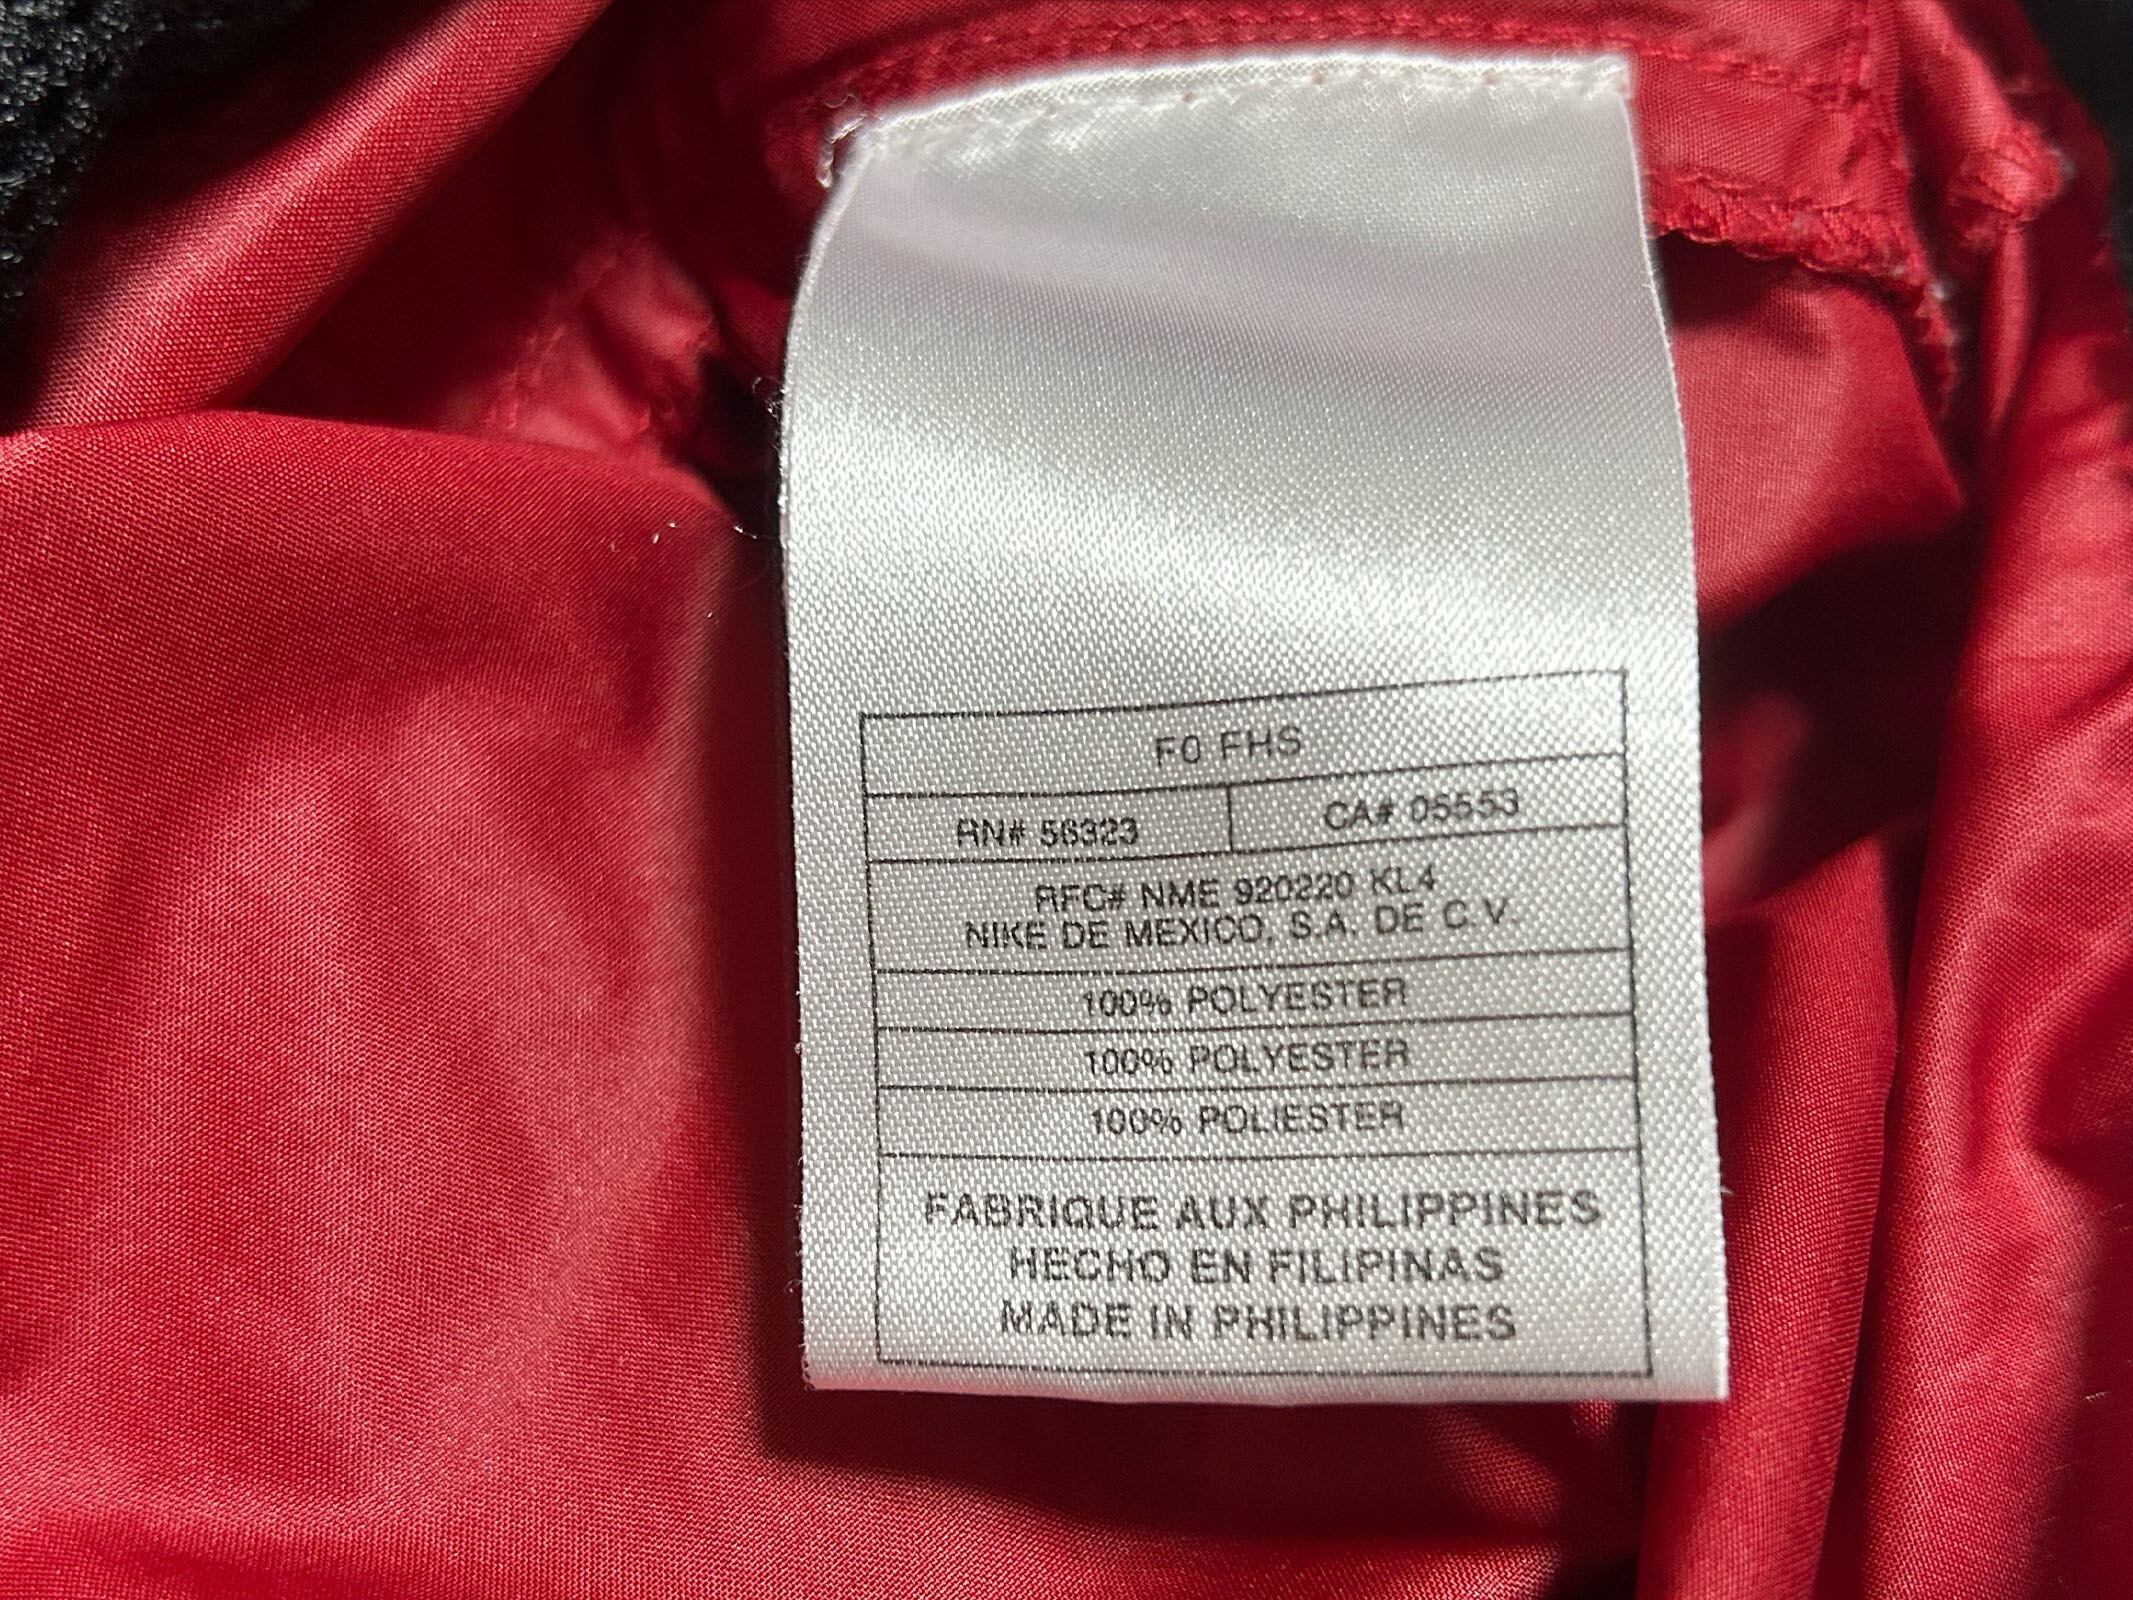 F0 FHS
RN# 56323 CA# 05553
RFC# NME 920220 KL4
NIKE DE MEXICO, S.A. DE C.V.
100% POLYESTER
100% POLYESTER
100% POLIESTER
FABRIQUE AUX PHILIPPINES
HECHO EN FILIPINAS
MADE IN PHILIPPINES